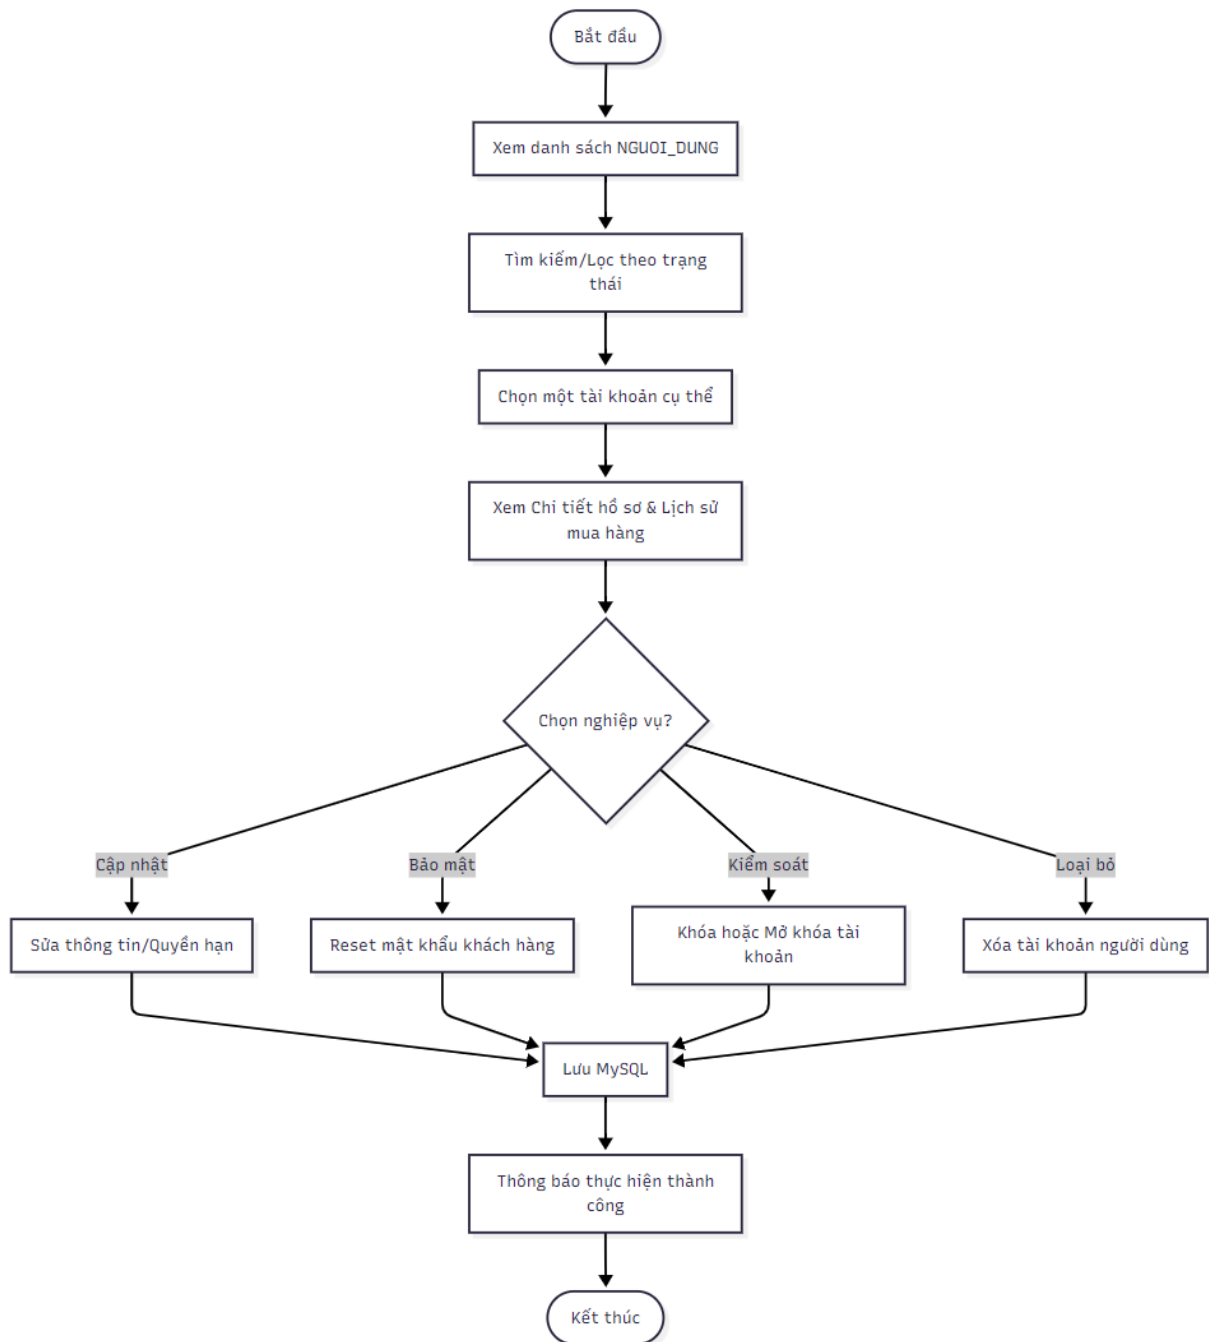 Bắt đầu
Xem danh sách NGUOI_DUNG
Tìm kiếm/Lọc theo trạng
thái
Chọn một tài khoản cụ thể
Xem Chi tiết hồ sơ & Lịch sử
mua hàng
Chọn nghiệp vụ?
Cập nhật
Bảo mật
Kiểm soát
Loại bỏ
Sửa thông tin/Quyền hạn
Reset mật khẩu khách hàng
Khóa hoặc Mở khóa tài
khoản
Xóa tài khoản người dùng
Lưu MySQL
Thông báo thực hiện thành
công
Kết thúc